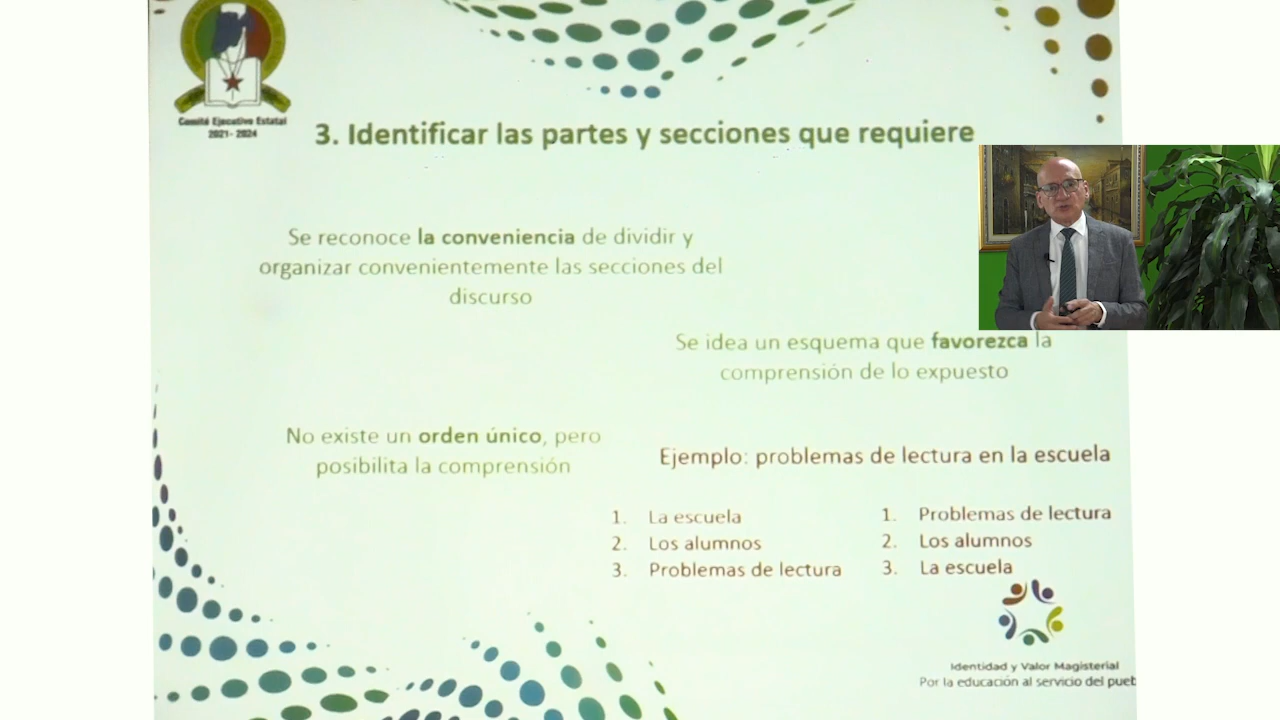 Comité Ejecutivo Estatal
2021- 2024
3. Identificar las partes y secciones que requiere
Se reconoce la conveniencia de dividir y
organizar convenientemente las secciones del
discurso
Se idea un esquema que favorezca la
comprensión de lo expuesto
No existe un orden único, pero
posibilita la comprensión
Ejemplo: problemas de lectura en la escuela
1. La escuela
2. Los alumnos
3. Problemas de lectura
1. Problemas de lectura
2. Los alumnos
3. La escuela
Identidad y Valor Magisterial
Por la educación al servicio del pueb